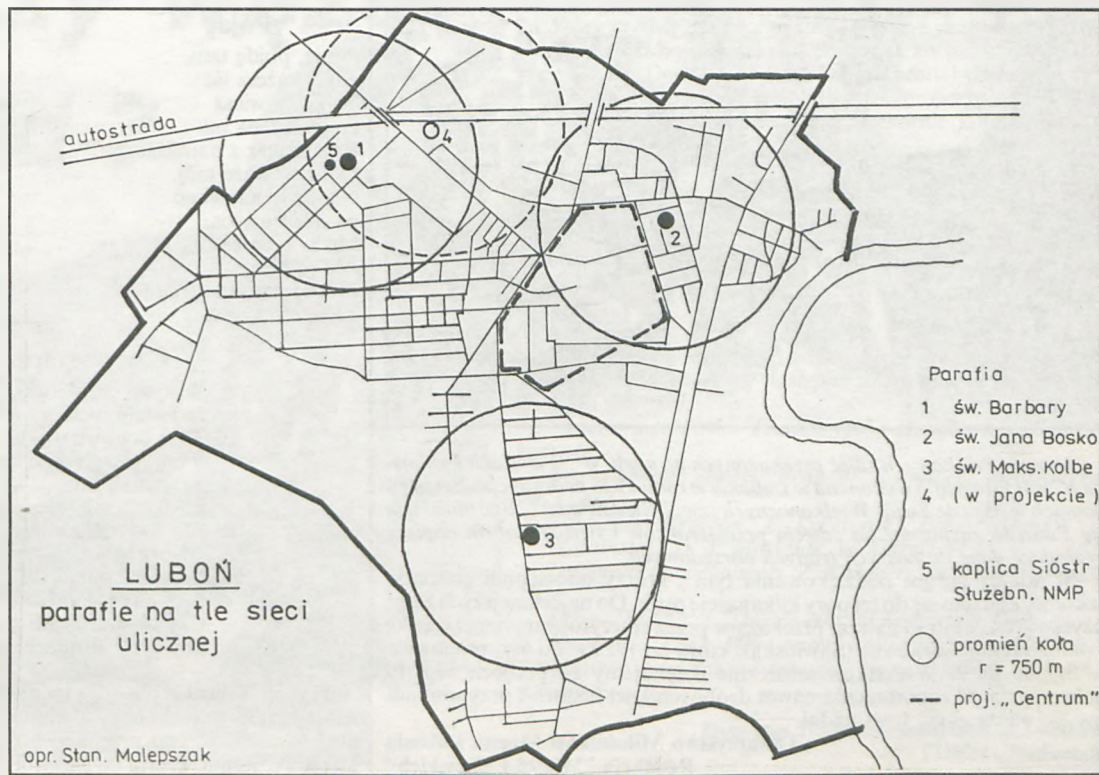 autostrada
4
5 1
2
3
Parafia
1 św. Barbary
2 św. Jana Bosko
3 św. Maks. Kolbe
4 (w projekcie)
5 kaplica Sióstr
Służebn. NMP
promień koła
r = 750 m
proj. „Centrum"
LUBOŃ
parafie na tle sieci
ulicznej
opr. Stan. Malepszak